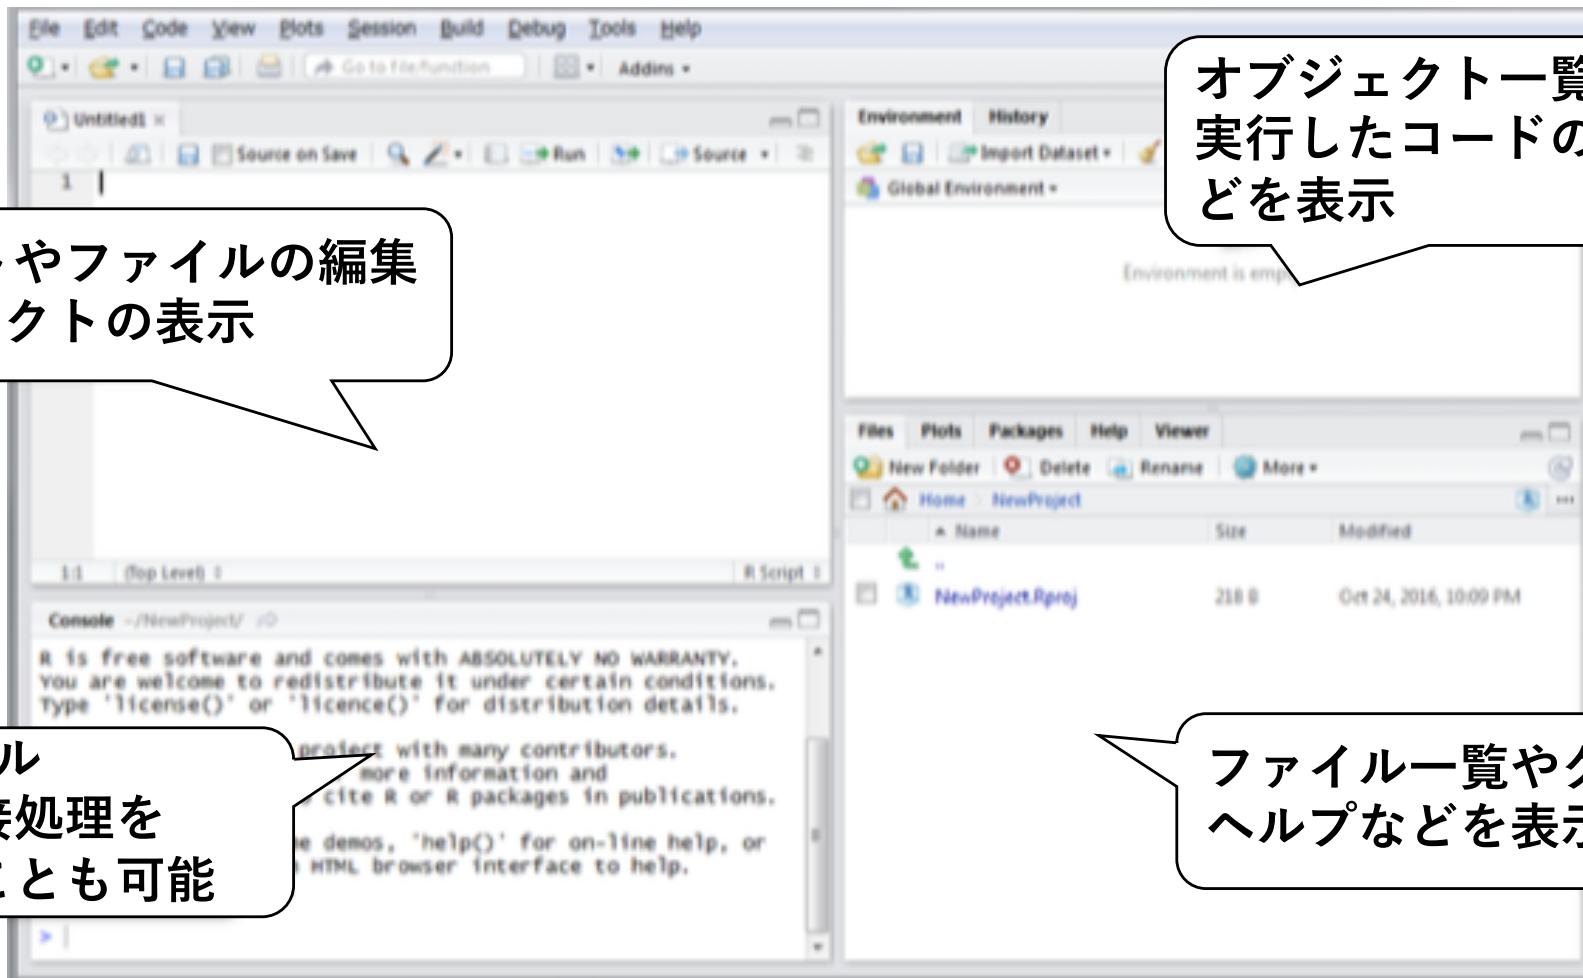 File Edit Code View Plots Session Build Debug Tools Help
Go to file/function Addins
Untitled1
Source on Save Run Source
1
やファイルの編集
クトの表示
1:1 (Top Level) R Script
Console ~/NewProject/
R is free software and comes with ABSOLUTELY NO WARRANTY.
You are welcome to redistribute it under certain conditions.
Type 'license()' or 'licence()' for distribution details.
project with many contributors.
more information and
cite R or R packages in publications.
demos, 'help()' for on-line help, or
HTML browser interface to help.
>
ル
処理を
ことも可能
Environment History
Import Dataset
Global Environment
オブジェクト一覧
実行したコードの
どを表示
Environment is
Files Plots Packages Help Viewer
New Folder Delete Rename More
Home NewProject
Name Size Modified
..
NewProject.Rproj 218 B Oct 24, 2016, 10:09 PM
ファイル一覧や
ヘルプなどを表示